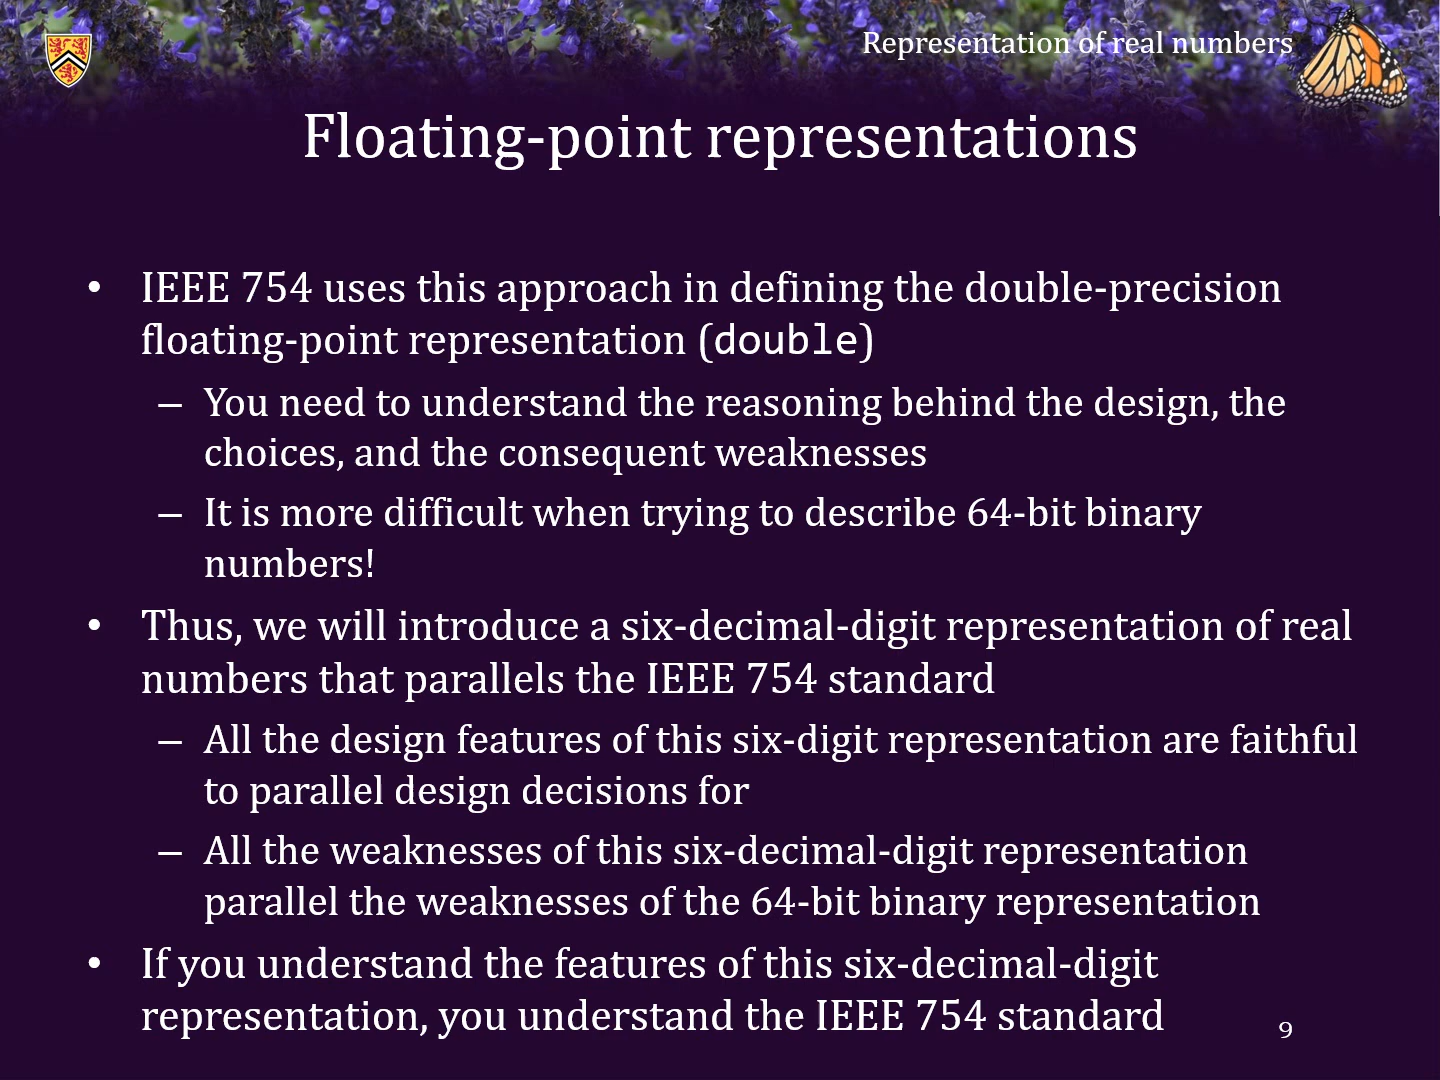 Representation of real numbers
Floating-point representations
• IEEE 754 uses this approach in defining the double-precision
floating-point representation (double)
– You need to understand the reasoning behind the design, the
choices, and the consequent weaknesses
– It is more difficult when trying to describe 64-bit binary
numbers!
• Thus, we will introduce a six-decimal-digit representation of real
numbers that parallels the IEEE 754 standard
– All the design features of this six-digit representation are faithful
to parallel design decisions for
– All the weaknesses of this six-decimal-digit representation
parallel the weaknesses of the 64-bit binary representation
• If you understand the features of this six-decimal-digit
representation, you understand the IEEE 754 standard
9